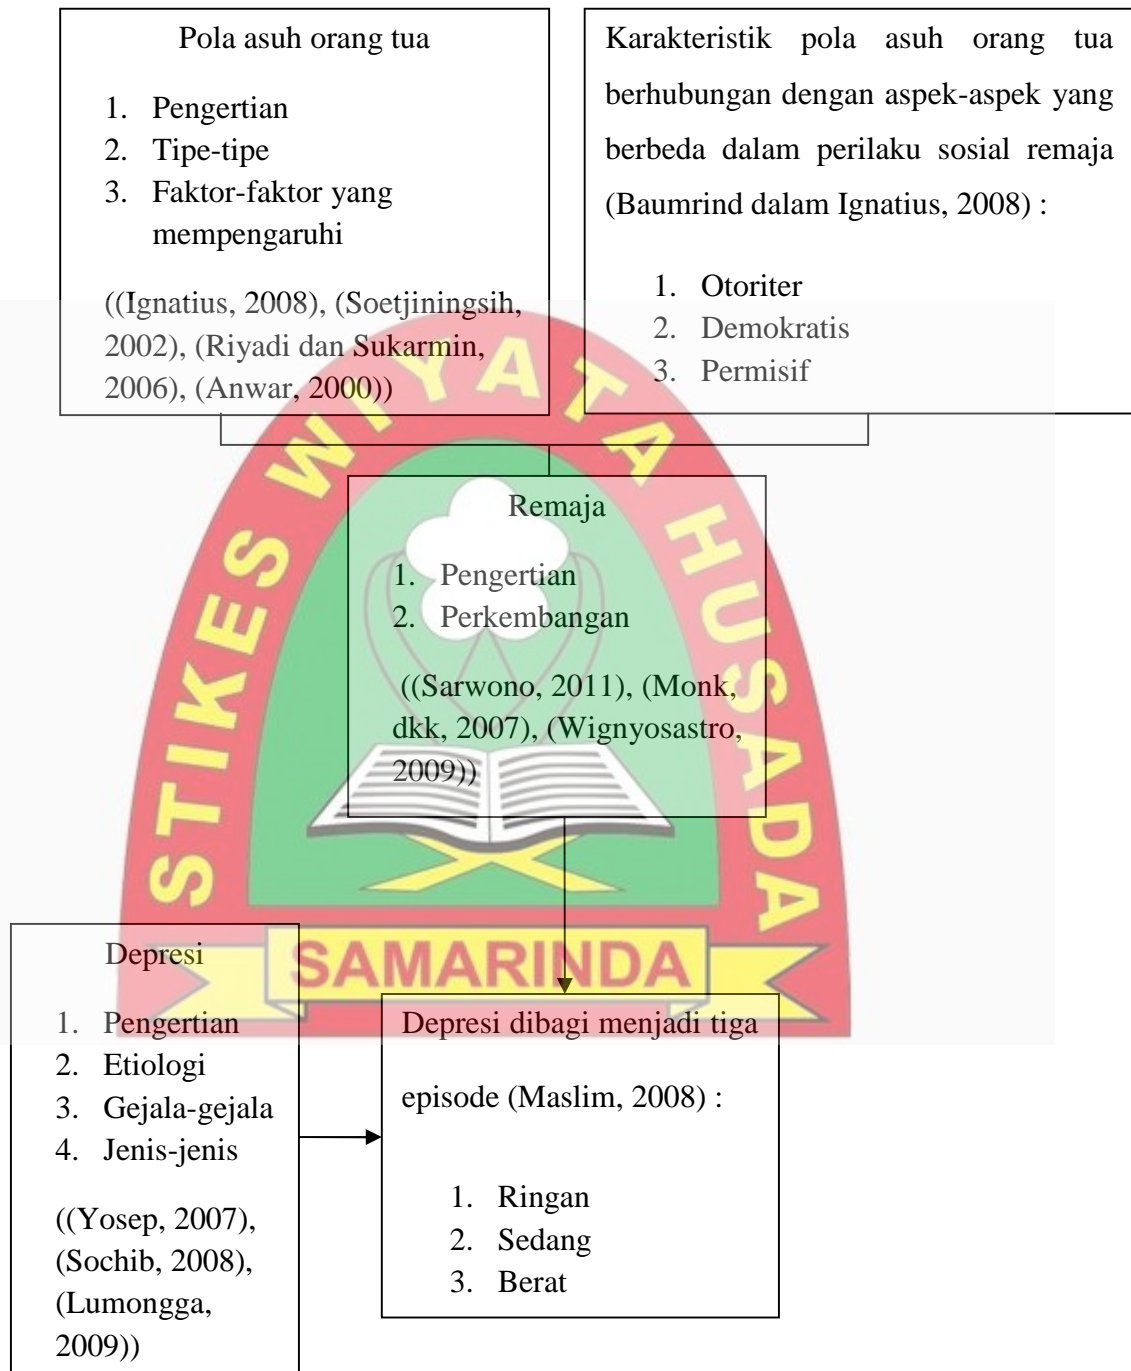 Pola asuh orang tua
1. Pengertian
2. Tipe-tipe
3. Faktor-faktor yang
mempengaruhi
((Ignatius, 2008), (Soetjiningsih,
2002), (Riyadi dan Sukarmin,
2006), (Anwar, 2000))
Karakteristik pola asuh orang tua
berhubungan dengan aspek-aspek yang
berbeda dalam perilaku sosial remaja
(Baumrind dalam Ignatius, 2008) :
1. Otoriter
2. Demokratis
3. Permisif
Remaja
1. Pengertian
2. Perkembangan
((Sarwono, 2011), (Monk,
dkk, 2007), (Wignyosastro,
2009))
STIKES WIYATA HUSADA
SAMARINDA
Depresi
1. Pengertian
2. Etiologi
3. Gejala-gejala
4. Jenis-jenis
((Yosep, 2007),
(Sochib, 2008),
(Lumongga,
2009))
Depresi dibagi menjadi tiga
episode (Maslim, 2008) :
1. Ringan
2. Sedang
3. Berat